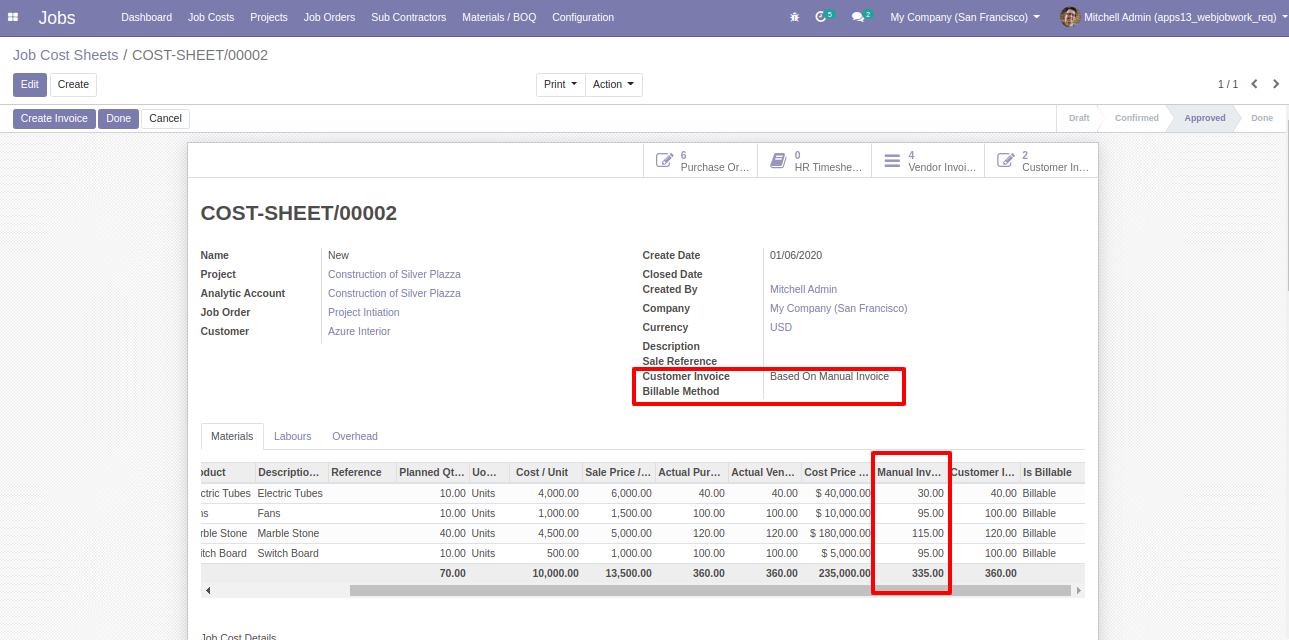 Jobs Dashboard Job Costs Projects Job Orders Sub Contractors Materials / BOQ Configuration 5 2 My Company (San Francisco) Mitchell Admin (apps13_webjobwork_req)
Job Cost Sheets / COST-SHEET/00002
Edit Create Print Action 1 / 1
Create Invoice Done Cancel Draft Confirmed Approved Done
6 Purchase Or... 0 HR Timeshe... 4 Vendor Invoi... 2 Customer In...
COST-SHEET/00002
Name New
Project Construction of Silver Plazza
Analytic Account Construction of Silver Plazza
Job Order Project Intiation
Customer Azure Interior
Create Date 01/06/2020
Closed Date
Created By Mitchell Admin
Company My Company (San Francisco)
Currency USD
Description
Sale Reference
Customer Invoice Based On Manual Invoice
Billable Method
Materials Labours Overhead
oduct Descriptio... Reference Planned Qt... Uo... Cost / Unit Sale Price /... Actual Pur... Actual Ven... Cost Price ... Manual Inv... Customer I... Is Billable
ctric Tubes Electric Tubes 10.00 Units 4,000.00 6,000.00 40.00 40.00 $ 40,000.00 30.00 40.00 Billable
ns Fans 10.00 Units 1,000.00 1,500.00 100.00 100.00 $ 10,000.00 95.00 100.00 Billable
rble Stone Marble Stone 40.00 Units 4,500.00 5,000.00 120.00 120.00 $ 180,000.00 115.00 120.00 Billable
itch Board Switch Board 10.00 Units 500.00 1,000.00 100.00 100.00 $ 5,000.00 95.00 100.00 Billable
70.00 10,000.00 13,500.00 360.00 360.00 235,000.00 335.00 360.00
Job Cost Details